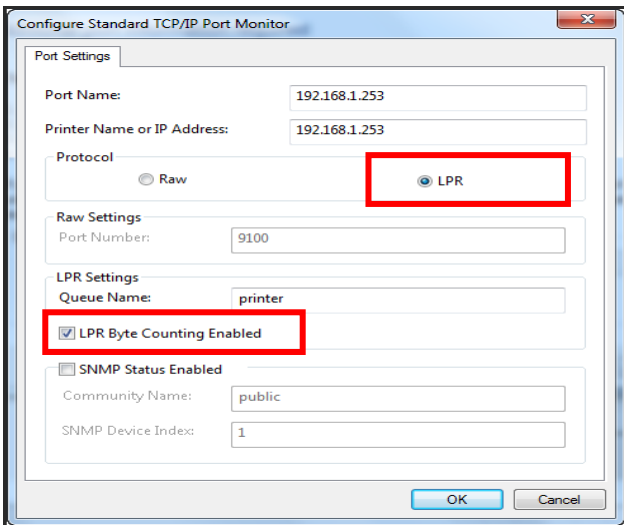 Configure Standard TCP/IP Port Monitor
Port Settings
Port Name: 192.168.1.253
Printer Name or IP Address: 192.168.1.253
Protocol
Raw LPR
Raw Settings
Port Number: 9100
LPR Settings
Queue Name: printer
LPR Byte Counting Enabled
SNMP Status Enabled
Community Name: public
SNMP Device Index: 1
OK Cancel